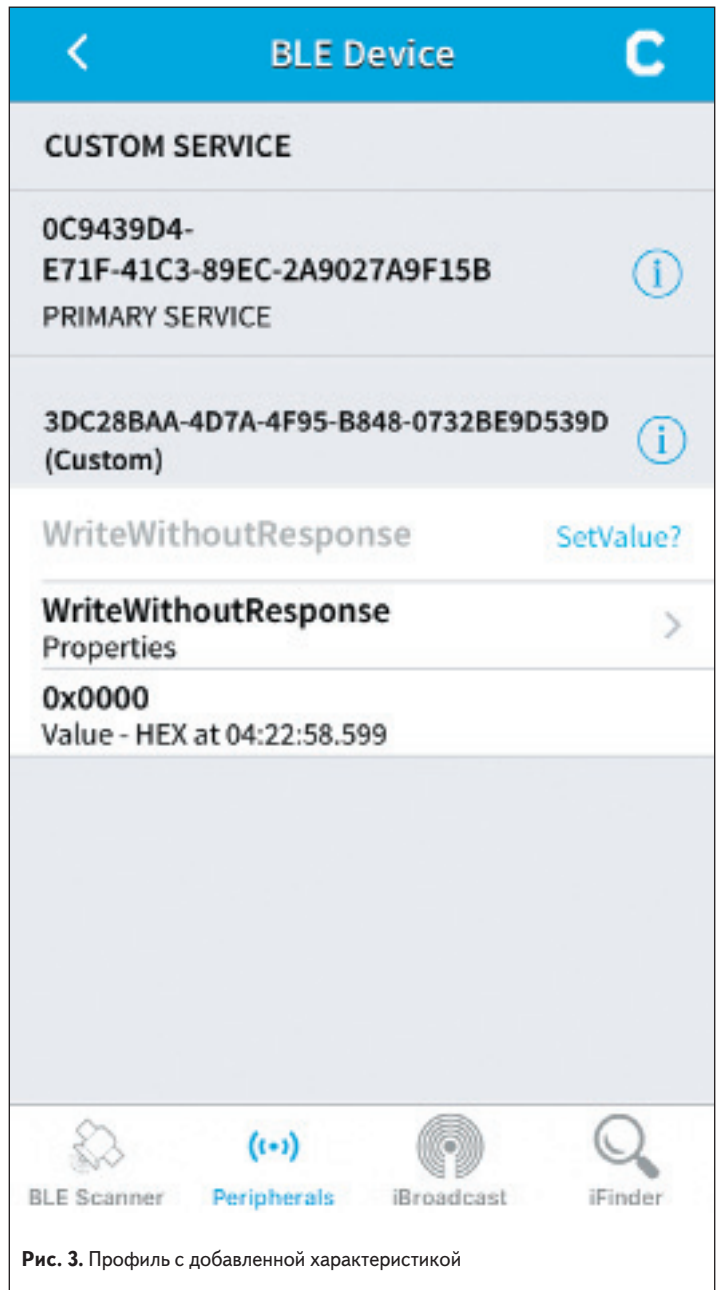 BLE Device
CUSTOM SERVICE
0C9439D4-
E71F-41C3-89EC-2A9027A9F15B
PRIMARY SERVICE
3DC28BAA-4D7A-4F95-B848-0732BE9D539D
(Custom)
WriteWithoutResponse SetValue?
WriteWithoutResponse
Properties
0x0000
Value - HEX at 04:22:58.599
BLE Scanner Peripherals iBroadcast iFinder
Рис. 3. Профиль с добавленной характеристикой